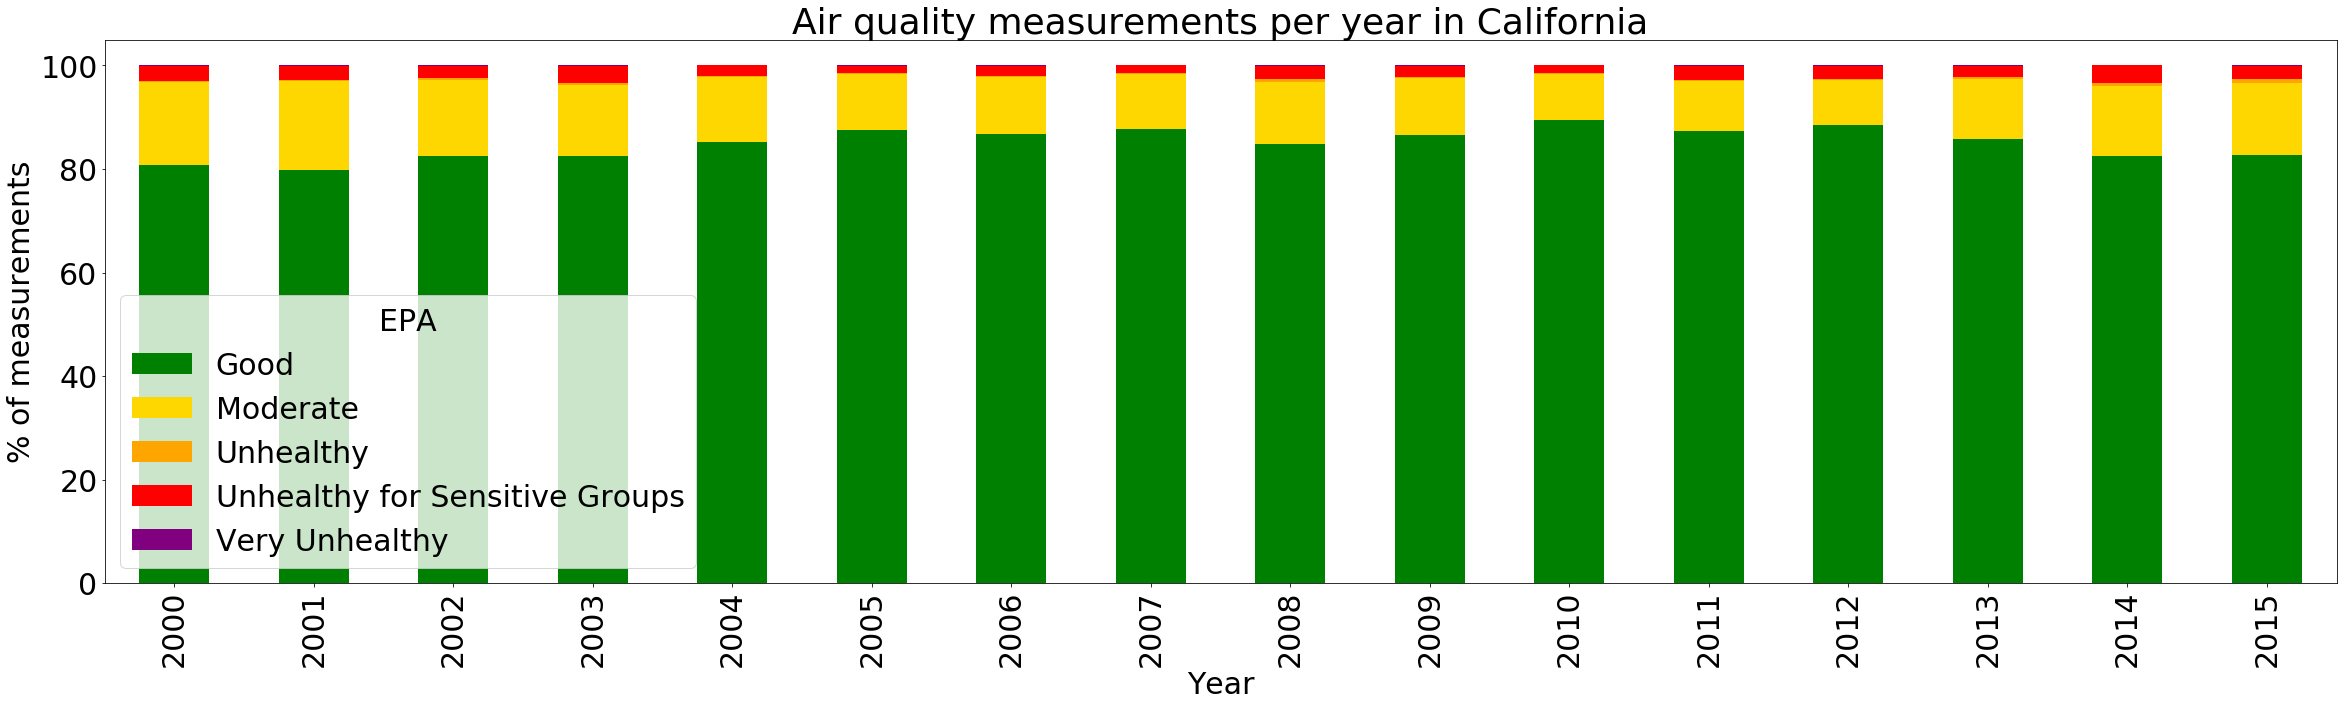 Air quality measurements per year in California
% of measurements
100
80
60
40
20
0
EPA
Good
Moderate
Unhealthy
Unhealthy for Sensitive Groups
Very Unhealthy
2000
2001
2002
2003
2004
2005
2006
2007
2008
2009
2010
2011
2012
2013
2014
2015
Year